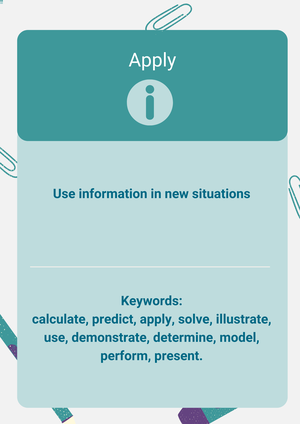 Apply
Use information in new situations
Keywords:
calculate, predict, apply, solve, illustrate,
use, demonstrate, determine, model,
perform, present.